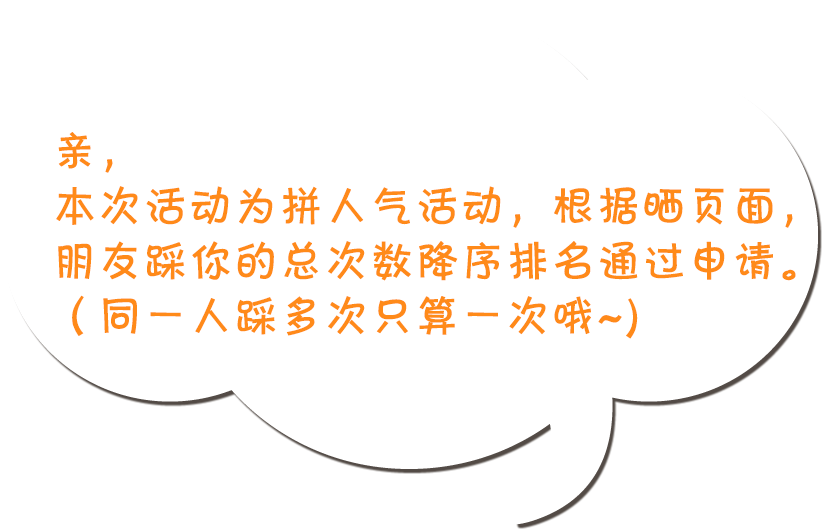 亲，
本次活动为拼人气活动，根据晒页面，
朋友踩你的总次数降序排名通过申请。
（同一人踩多次只算一次哦~)